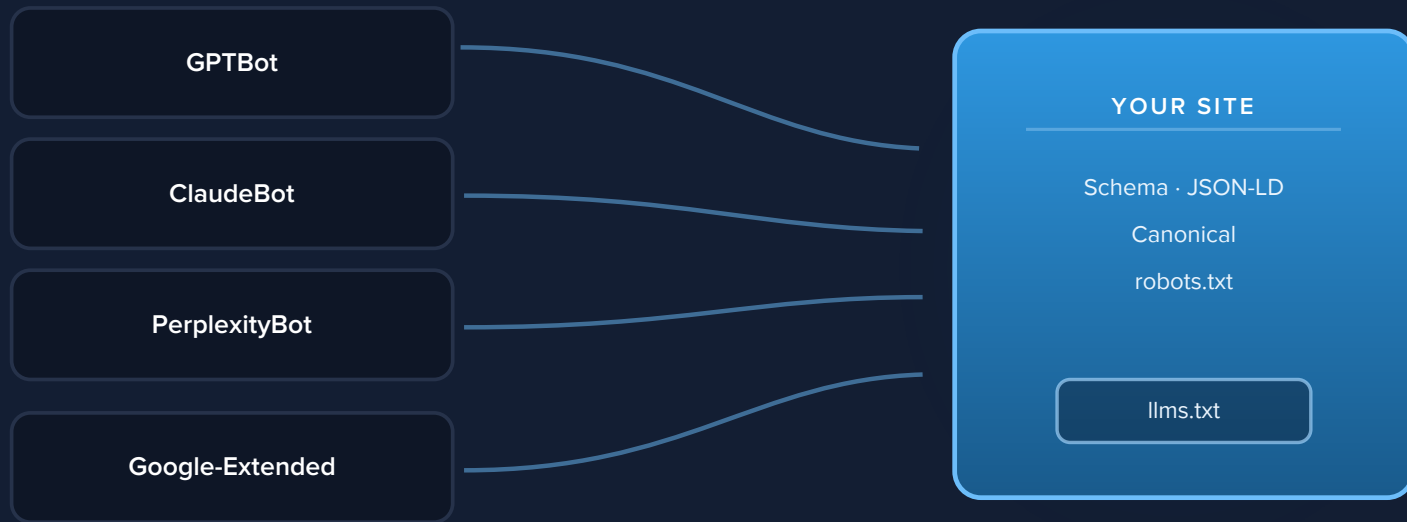 GPTBot
ClaudeBot
PerplexityBot
Google-Extended
YOUR SITE
Schema · JSON-LD
Canonical
robots.txt
llms.txt